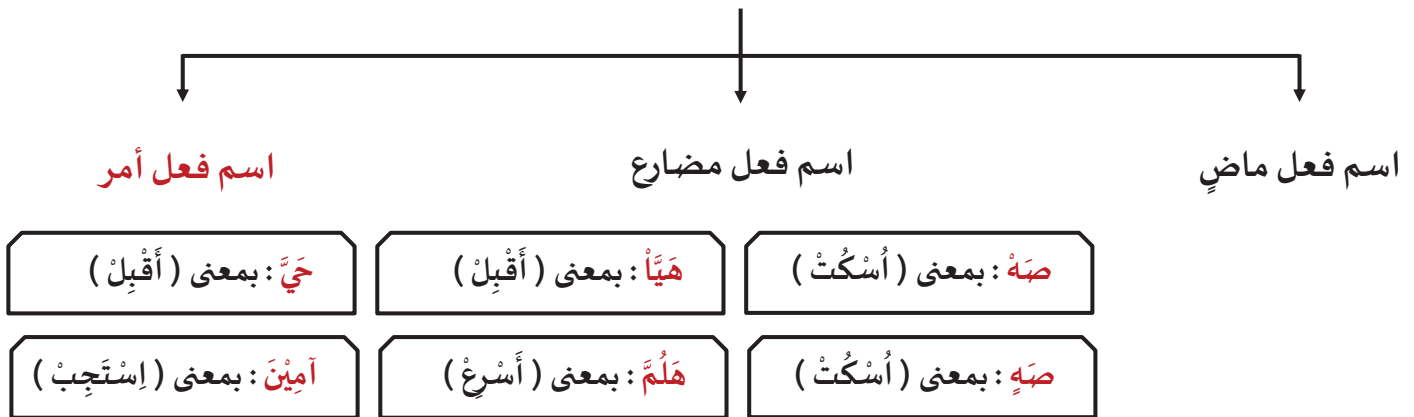 اسم فعل ماضٍ
اسم فعل مضارع
اسم فعل أمر
صَهْ : بمعنى ( اُسْكُتْ )
هَيَّاْ : بمعنى ( أَقْبِلْ )
حَيَّ : بمعنى ( أَقْبِلْ )
صَهٍ : بمعنى ( اُسْكُتْ )
هَلُمَّ : بمعنى ( أَسْرِعْ )
آمِيْنَ : بمعنى ( اِسْتَجِبْ )